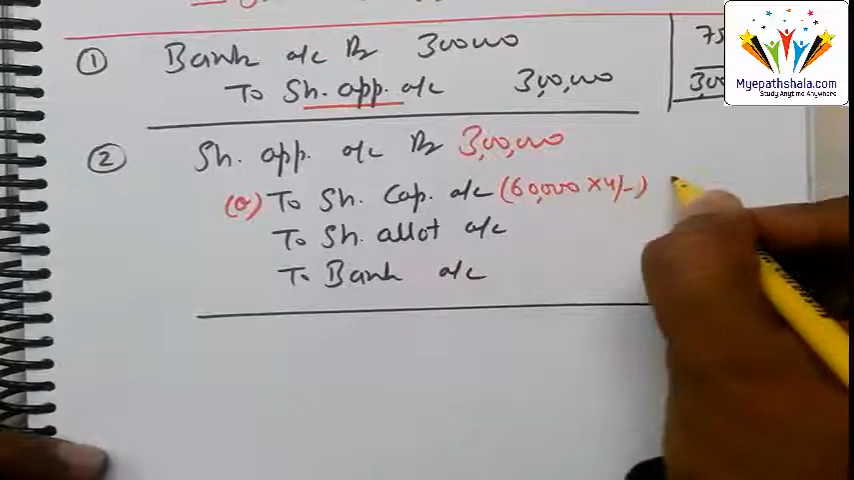 ① Bank a/c Dr 300000
To Sh. app. a/c 3,00,000
② Sh. app. a/c Dr 3,00,000
(a) To Sh. Cap. a/c (60,000 x 4/-)
To Sh. allot a/c
To Bank a/c
Myepathshala.com
Study Anytime Anywhere